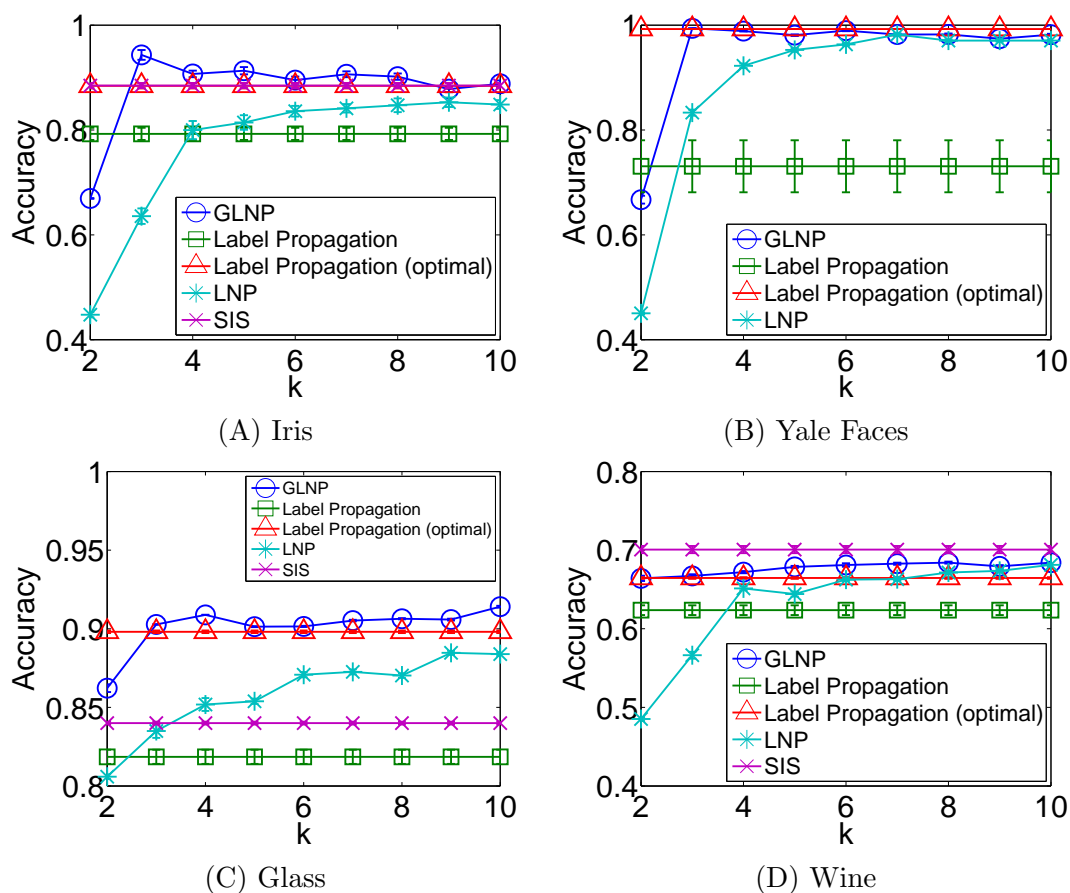 1
0.8
0.6
0.4
Accuracy
GLNP
Label Propagation
Label Propagation (optimal)
LNP
SIS
2 4 6 8 10
k
(A) Iris
1
0.8
0.6
0.4
Accuracy
GLNP
Label Propagation
Label Propagation (optimal)
LNP
2 4 6 8 10
k
(B) Yale Faces
1
0.95
0.9
0.85
0.8
Accuracy
GLNP
Label Propagation
Label Propagation (optimal)
LNP
SIS
2 4 6 8 10
k
(C) Glass
0.8
0.7
0.6
0.5
0.4
Accuracy
GLNP
Label Propagation
Label Propagation (optimal)
LNP
SIS
2 4 6 8 10
k
(D) Wine